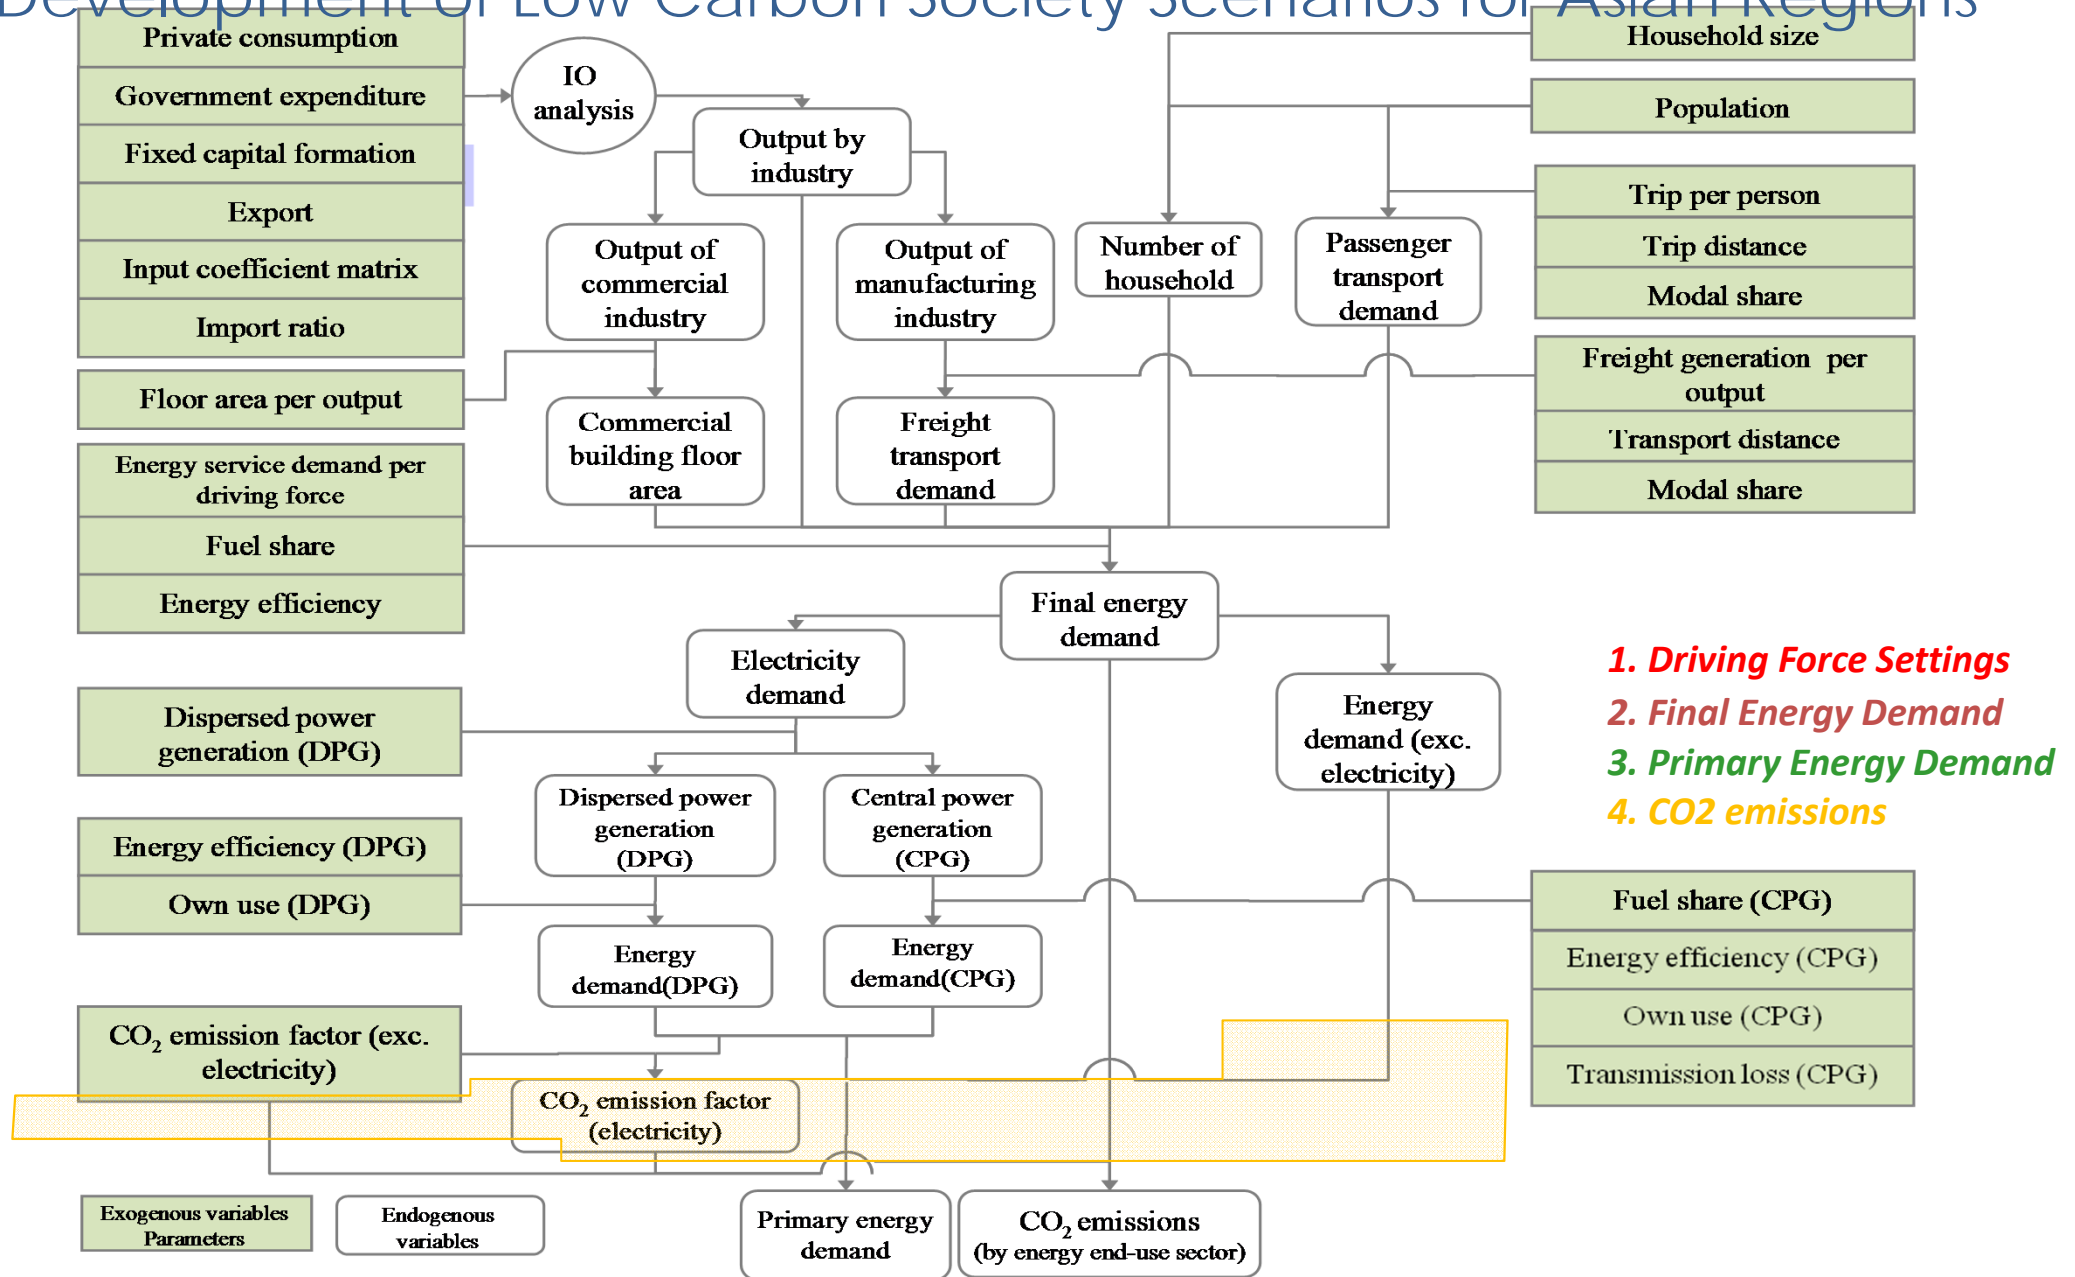 Development of Low Carbon Society Scenarios for Asian Regions
Private consumption
Government expenditure
Fixed capital formation
Export
Input coefficient matrix
Import ratio
Floor area per output
Energy service demand per
driving force
Fuel share
Energy efficiency
Dispersed power
generation (DPG)
Energy efficiency (DPG)
Own use (DPG)
CO2 emission factor (exc.
electricity)
IO
analysis
Output by
industry
Output of
commercial
industry
Output of
manufacturing
industry
Number of
household
Passenger
transport
demand
Commercial
building floor
area
Freight
transport
demand
Household size
Population
Trip per person
Trip distance
Modal share
Freight generation per
output
Transport distance
Modal share
Final energy
demand
Electricity
demand
Energy
demand (exc.
electricity)
Dispersed power
generation
(DPG)
Central power
generation
(CPG)
Energy
demand(DPG)
Energy
demand(CPG)
1. Driving Force Settings
2. Final Energy Demand
3. Primary Energy Demand
4. CO2 emissions
Fuel share (CPG)
Energy efficiency (CPG)
Own use (CPG)
Transmission loss (CPG)
CO2 emission factor
(electricity)
Exogenous variables
Parameters
Endogenous
variables
Primary energy
demand
CO2 emissions
(by energy end-use sector)